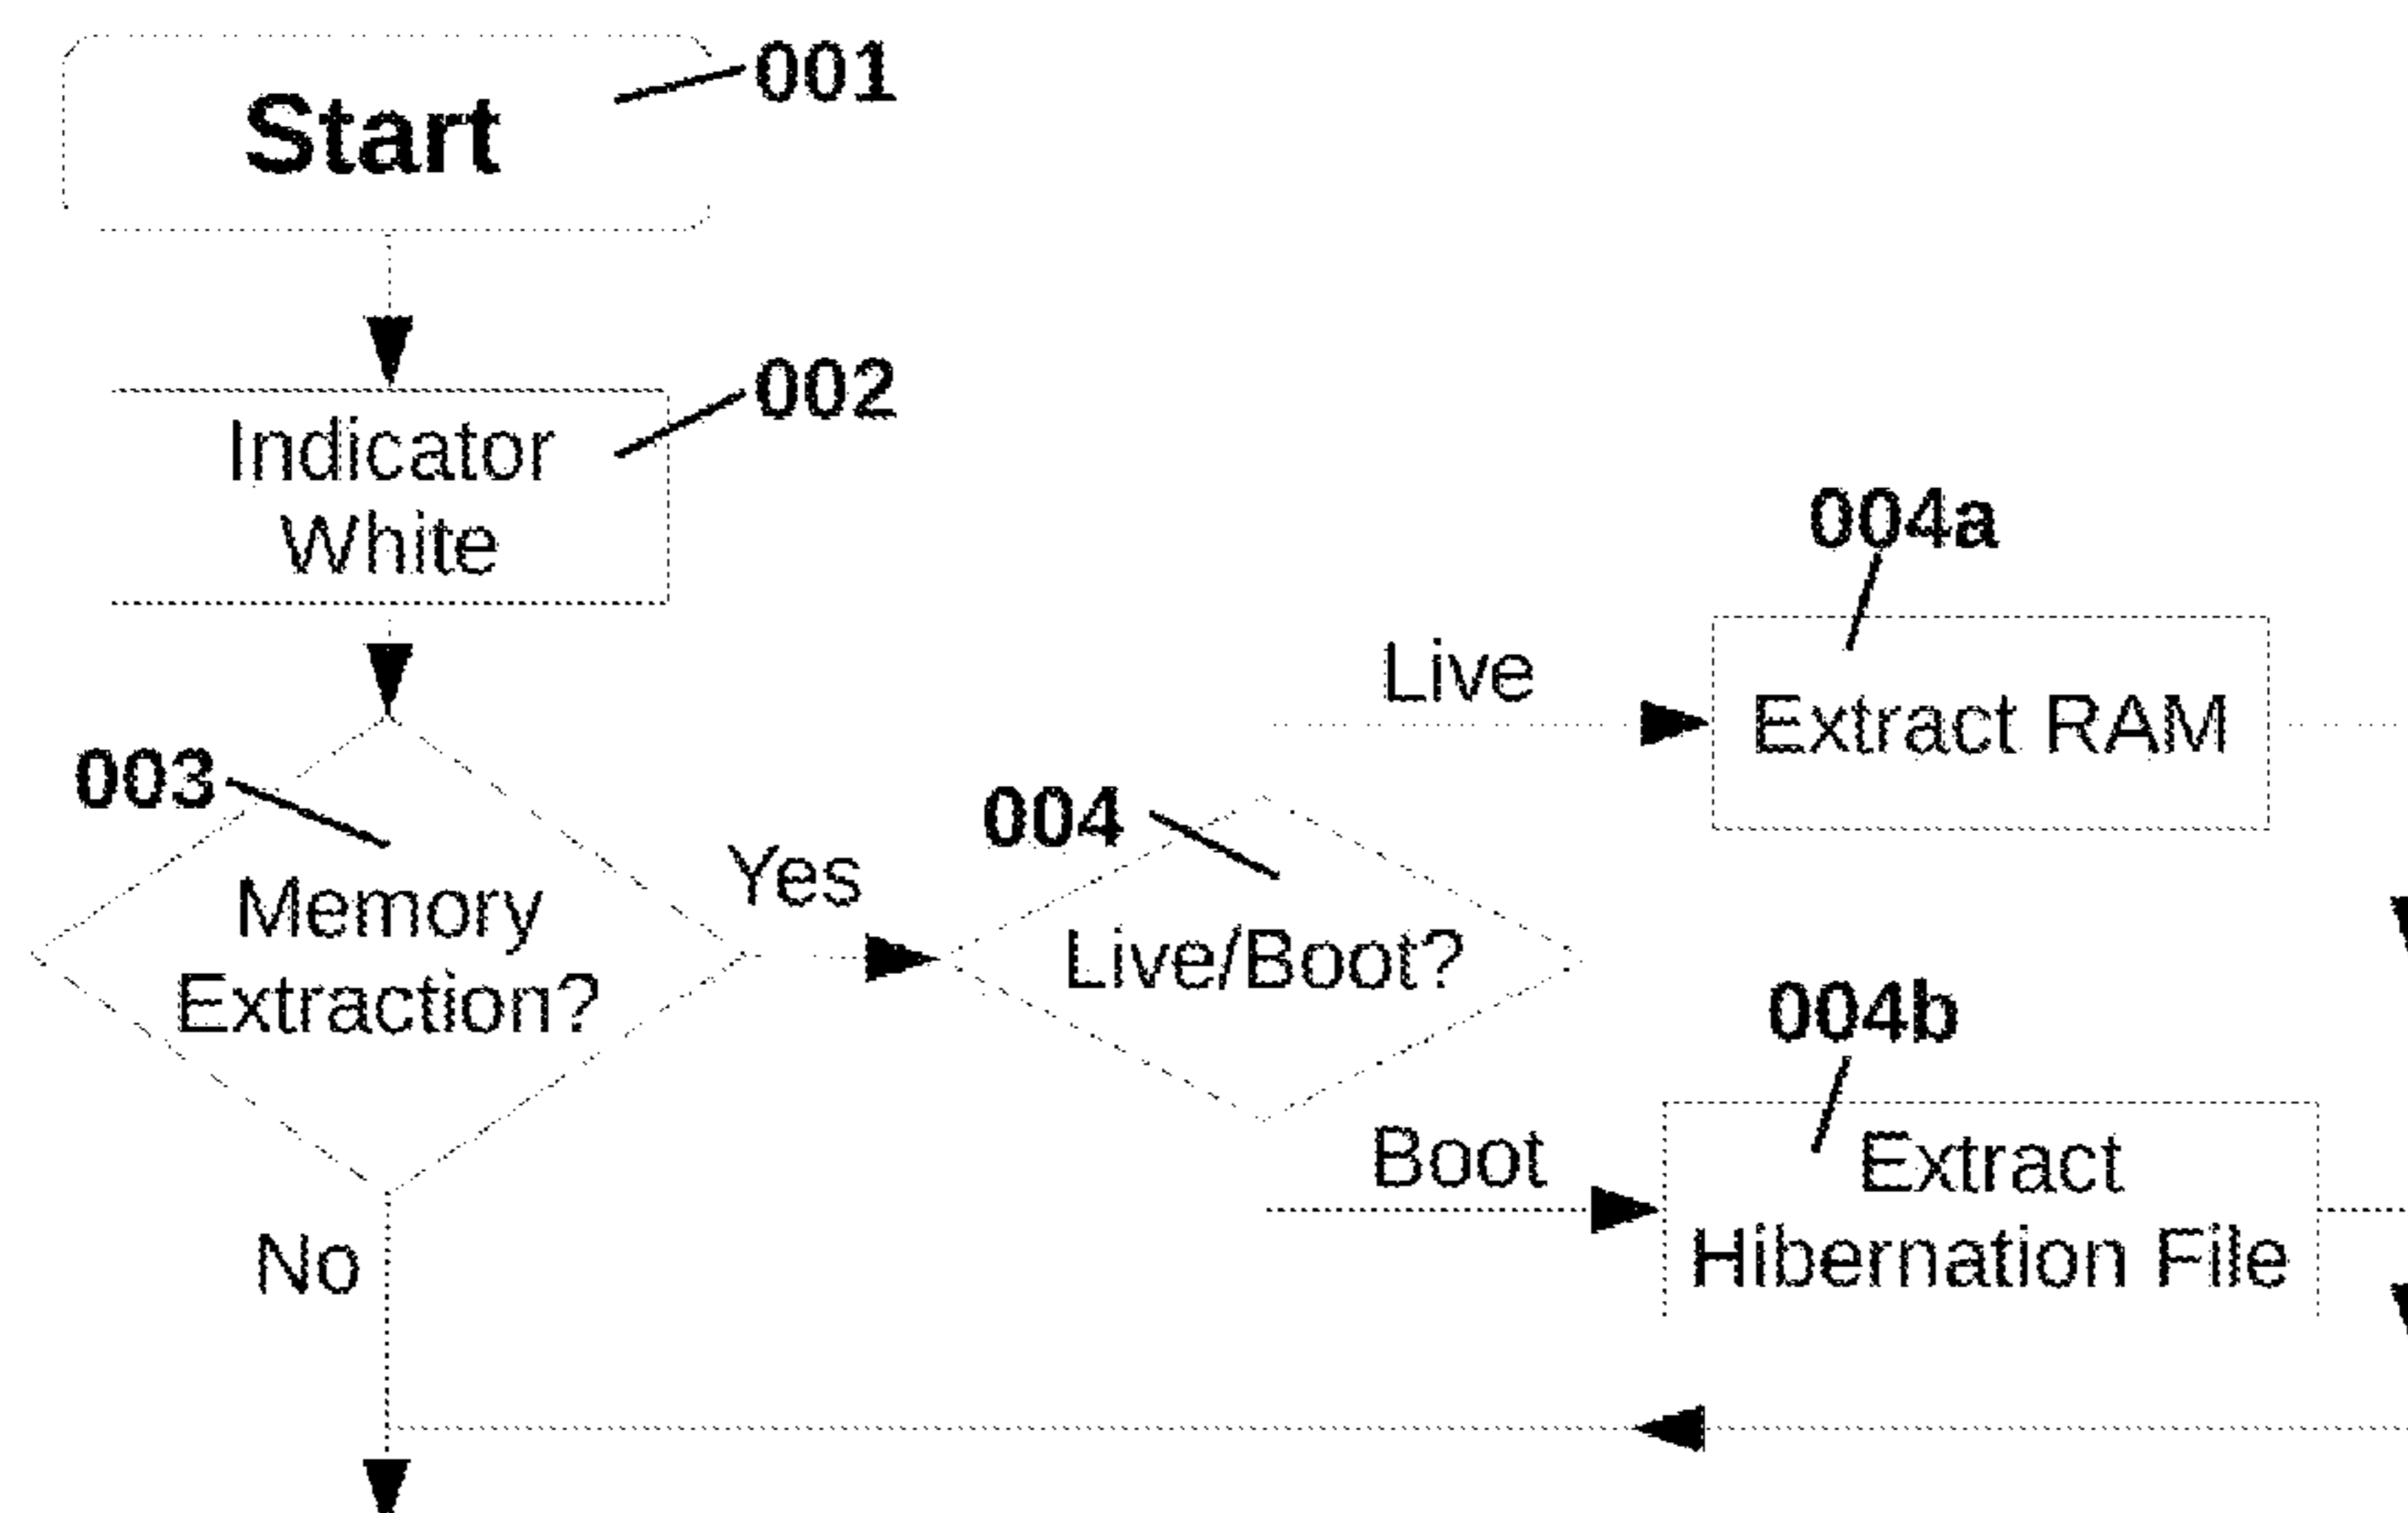 001
Start
002
Indicator
White
004a
Live
Extract RAM
003
004
Yes
Memory
Extraction?
Live/Boot?
004b
Boot
Extract
Hibernation File
No